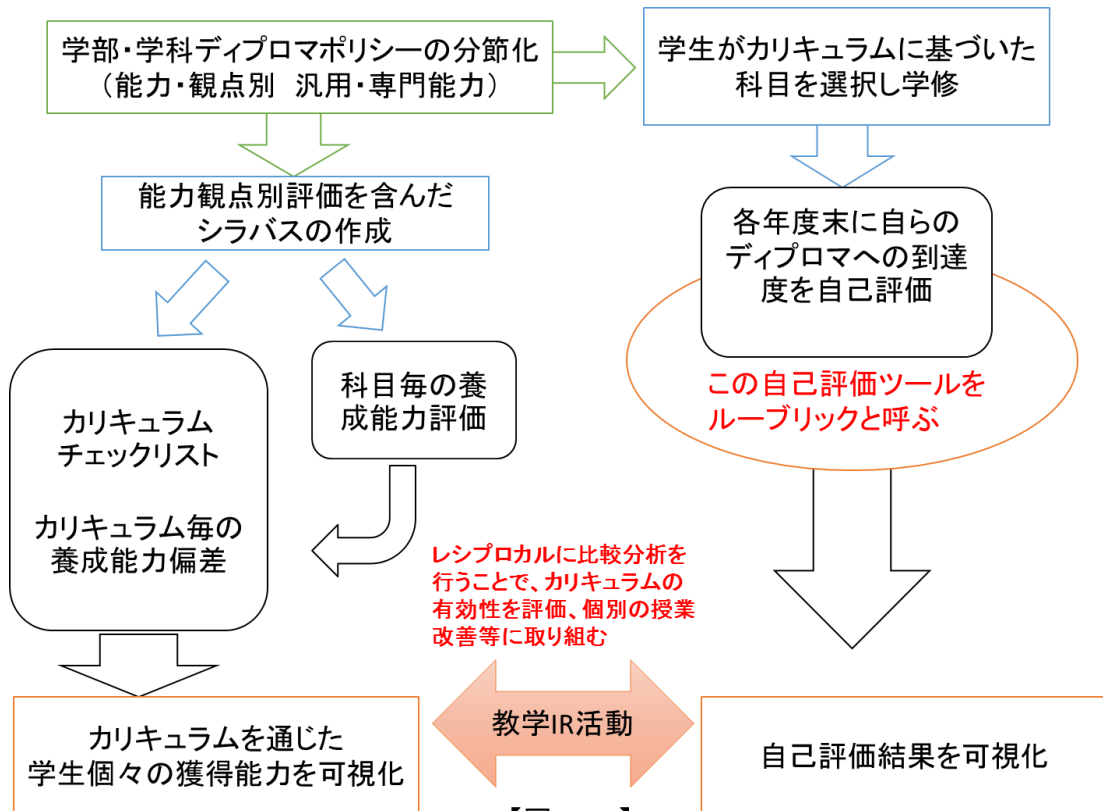 学部・学科ディプロマポリシーの分節化
（能力・観点別　汎用・専門能力）
学生がカリキュラムに基づいた
科目を選択し学修
能力観点別評価を含んだ
シラバスの作成
各年度末に自らの
ディプロマへの到達
度を自己評価
この自己評価ツールを
ルーブリックと呼ぶ
科目毎の養
成能力評価
カリキュラム
チェックリスト
カリキュラム毎の
養成能力偏差
レシプロカルに比較分析を
行うことで、カリキュラムの
有効性を評価、個別の授業
改善等に取り組む
教学IR活動
カリキュラムを通じた
学生個々の獲得能力を可視化
自己評価結果を可視化